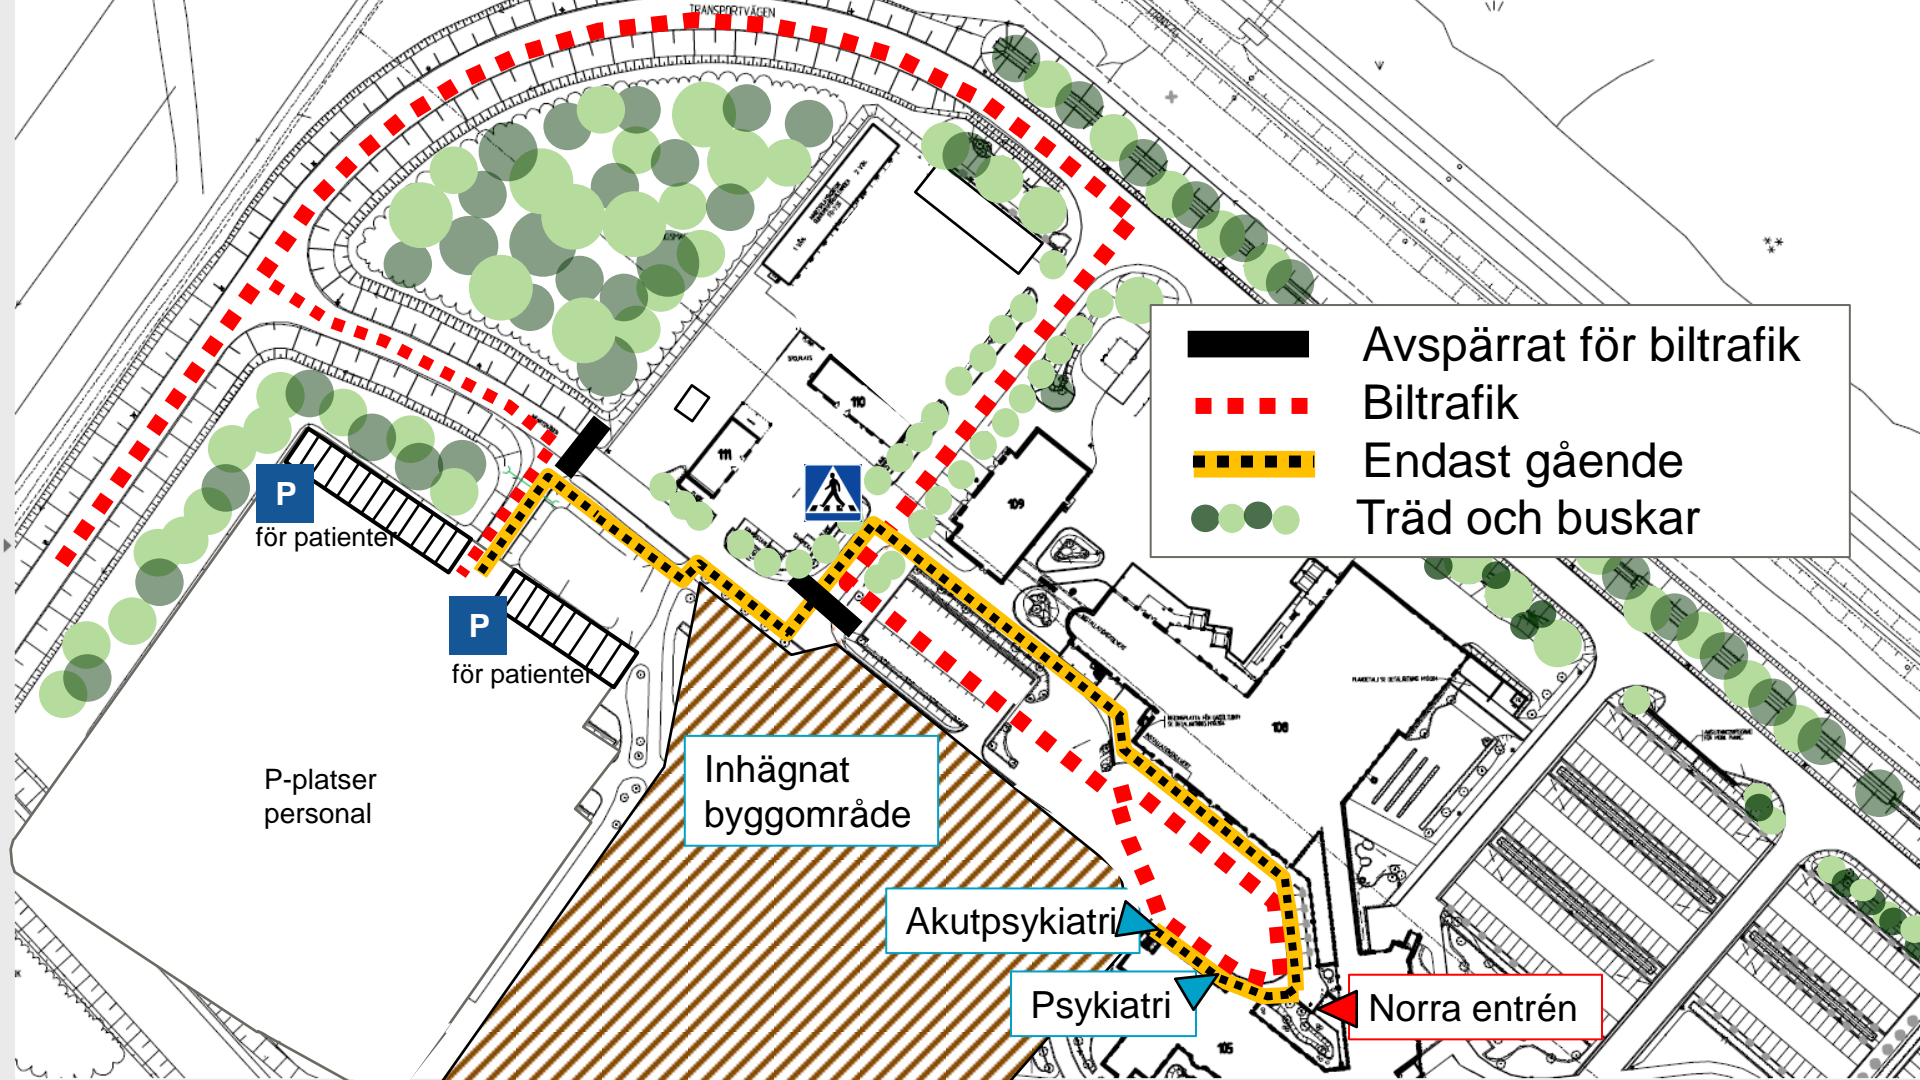 TRANSPORTVÄGEN
Avspärrat för biltrafik
Biltrafik
Endast gående
Träd och buskar
110
111
109
P
för patienter
P
för patienter
108
P-platser
personal
Inhägnat
byggområde
Akutpsykiatri
Psykiatri
Norra entrén
105